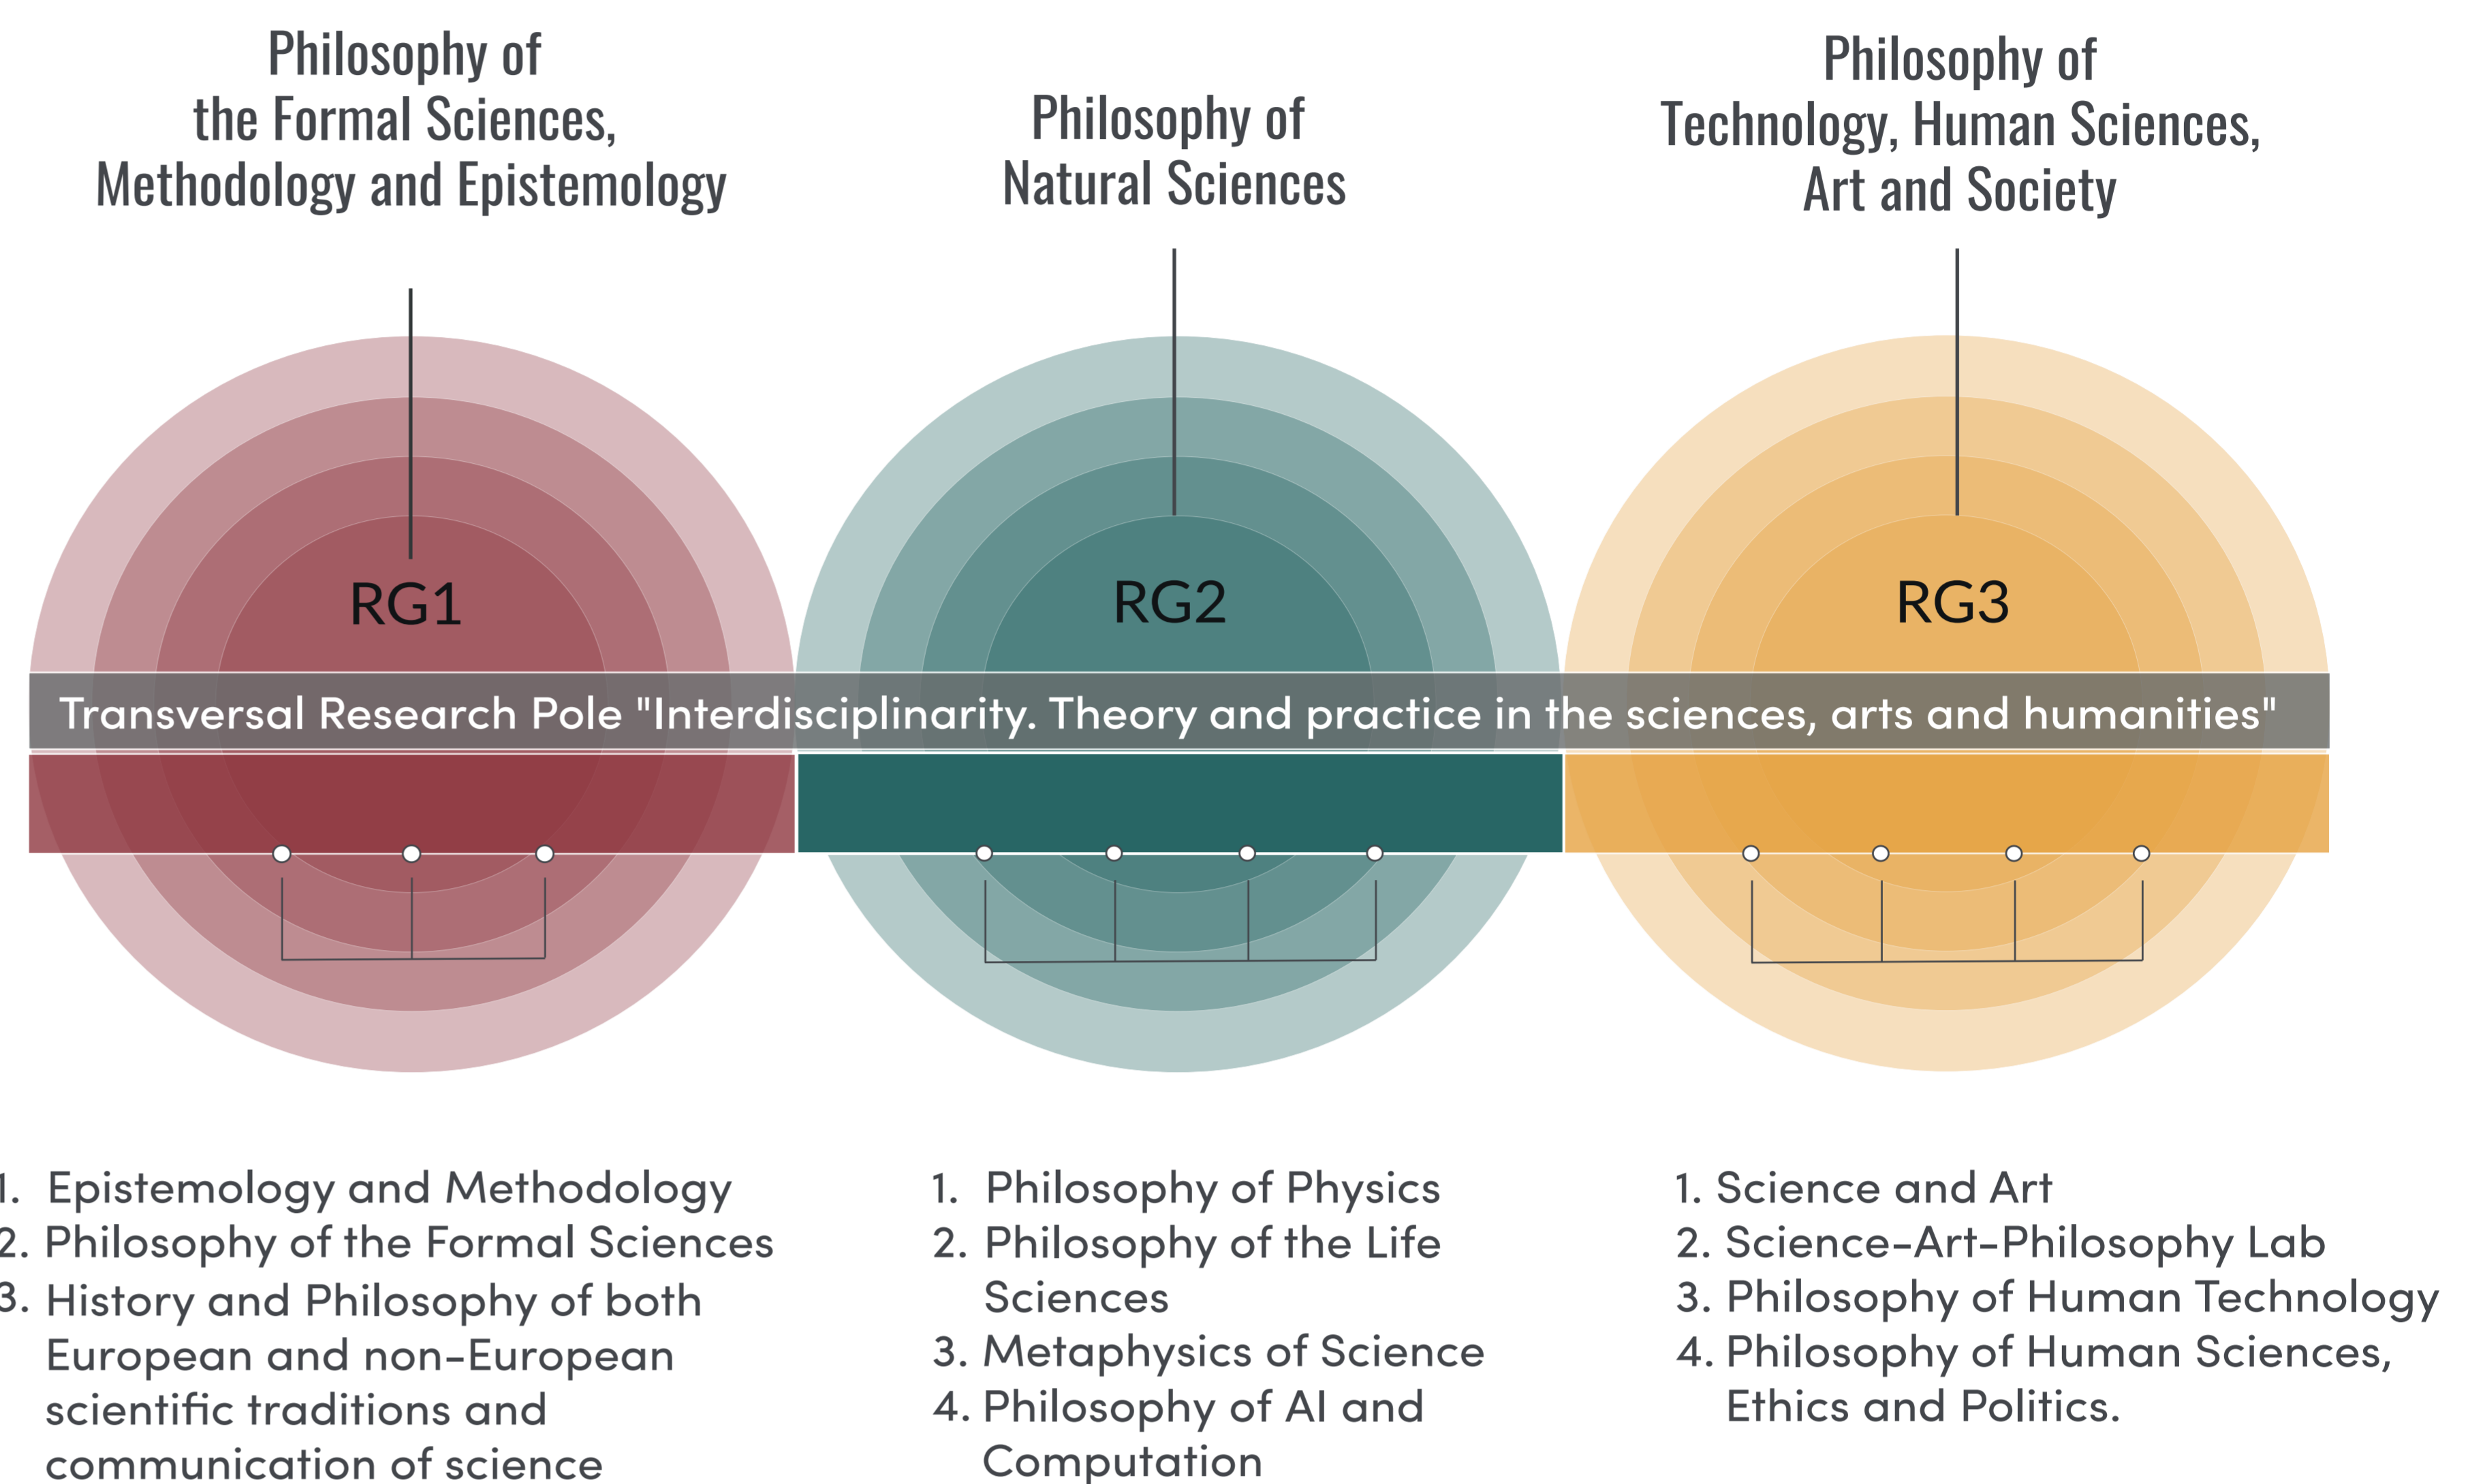 Philosophy of
the Formal Sciences,
Methodology and Epistemology
Philosophy of
Natural Sciences
Philosophy of
Technology, Human Sciences,
Art and Society
RG1
RG2
RG3
Transversal Research Pole "Interdisciplinarity. Theory and practice in the sciences, arts and humanities"
1. Epistemology and Methodology
2. Philosophy of the Formal Sciences
3. History and Philosophy of both
European and non-European
scientific traditions and
communication of science
1. Philosophy of Physics
2. Philosophy of the Life
Sciences
3. Metaphysics of Science
4. Philosophy of AI and
Computation
1. Science and Art
2. Science-Art-Philosophy Lab
3. Philosophy of Human Technology
4. Philosophy of Human Sciences,
Ethics and Politics.